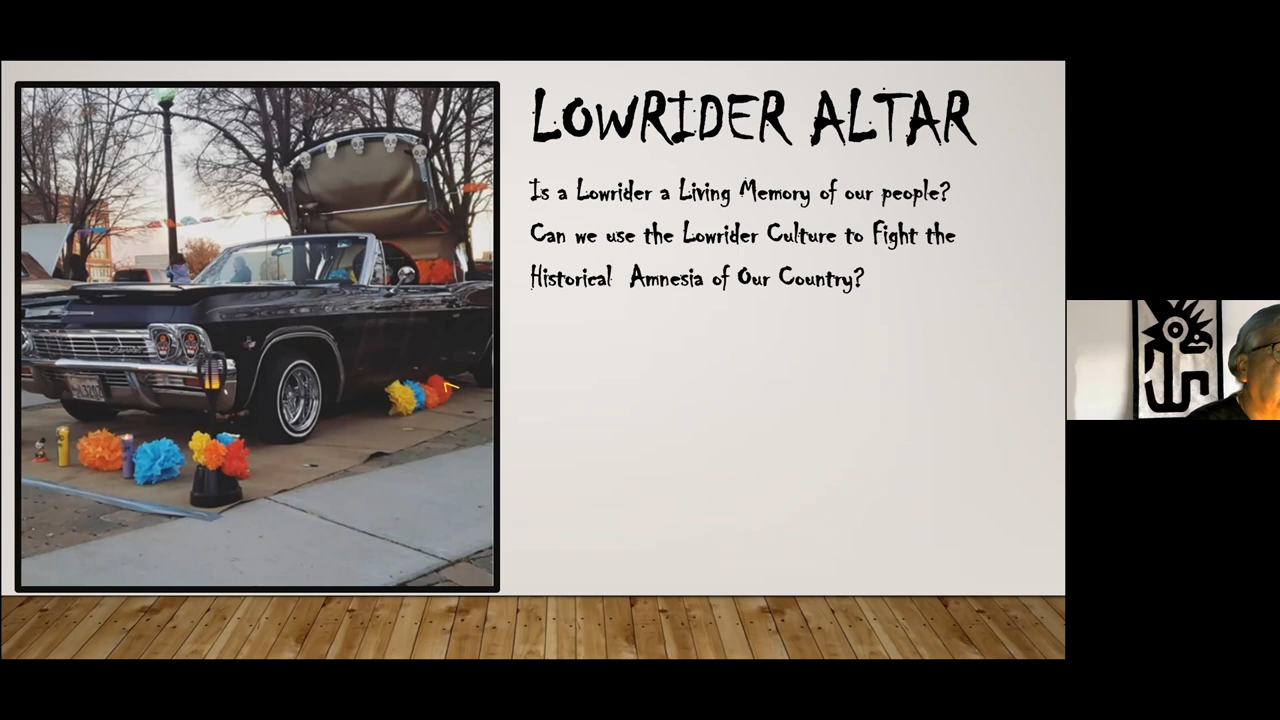 LOWRIDER ALTAR
Is a Lowrider a Living Memory of our people?
Can we use the Lowrider Culture to Fight the
Historical Amnesia of Our Country?